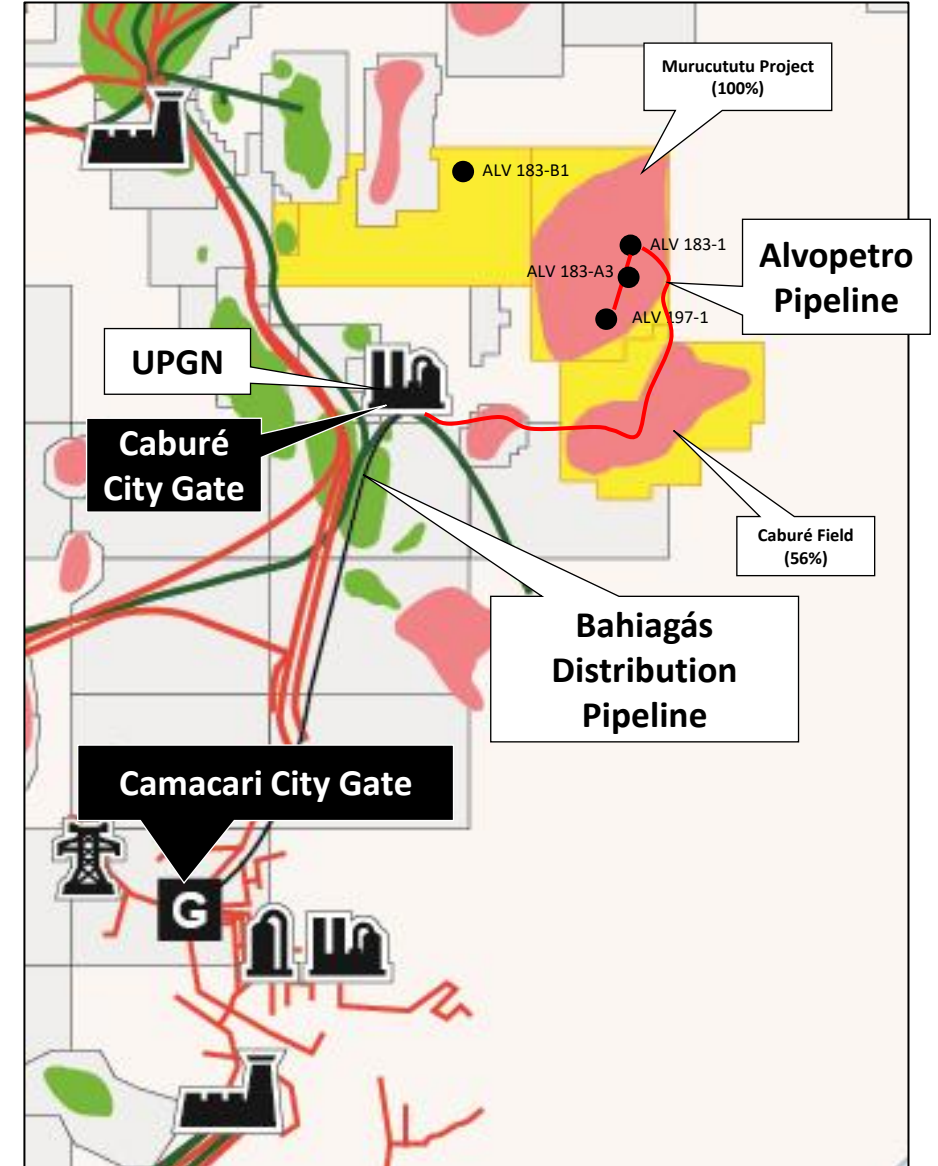 Murucututu Project
(100%)
ALV 183-B1
ALV 183-1
Alvopetro
Pipeline
ALV 183-A3
ALV 197-1
UPGN
Caburé
City Gate
Caburé Field
(56%)
Bahiagás
Distribution
Pipeline
Camacari City Gate
G